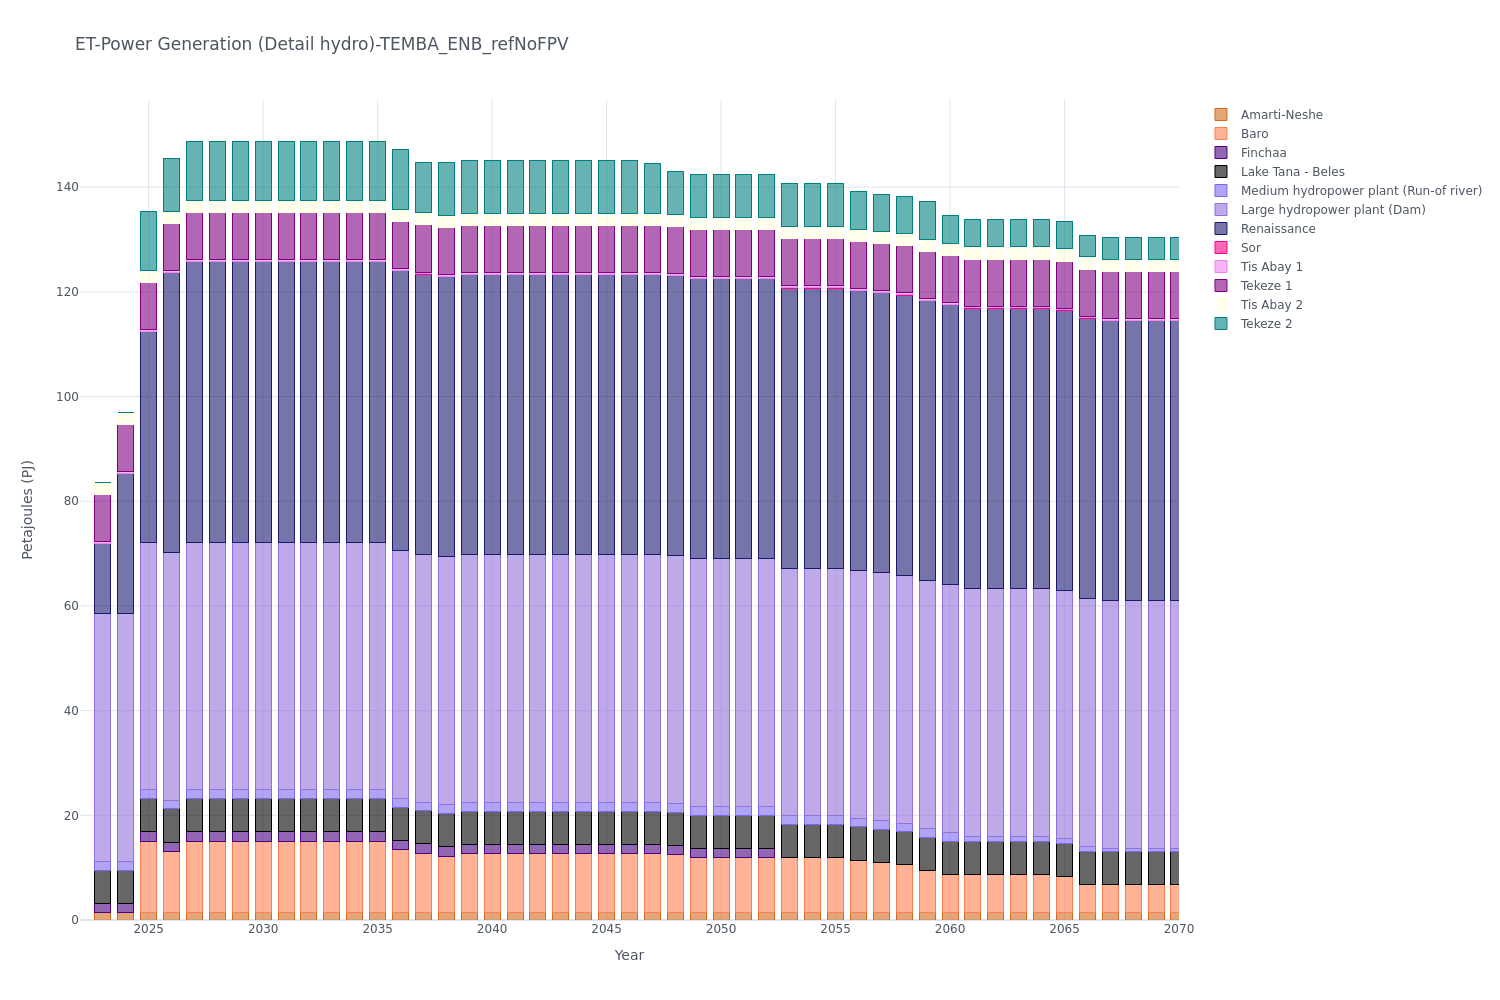 ET-Power Generation (Detail hydro)-TEMBA_ENB_refNoFPV
Petajoules (PJ)
140
120
100
80
60
40
20
0
2025
2030
2035
2040
2045
2050
2055
2060
2065
2070
Year
Amarti-Neshe
Baro
Finchaa
Lake Tana - Beles
Medium hydropower plant (Run-of river)
Large hydropower plant (Dam)
Renaissance
Sor
Tis Abay 1
Tekeze 1
Tis Abay 2
Tekeze 2